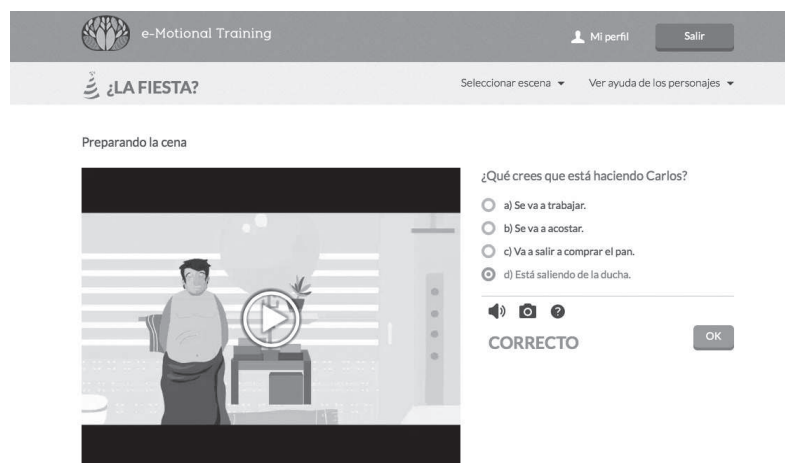 e-Motional Training
Mi perfil
Salir
¿LA FIESTA?
Seleccionar escena
Ver ayuda de los personajes
Preparando la cena
¿Qué crees que está haciendo Carlos?
a) Se va a trabajar.
b) Se va a acostar.
c) Va a salir a comprar el pan.
d) Está saliendo de la ducha.
?
CORRECTO
OK